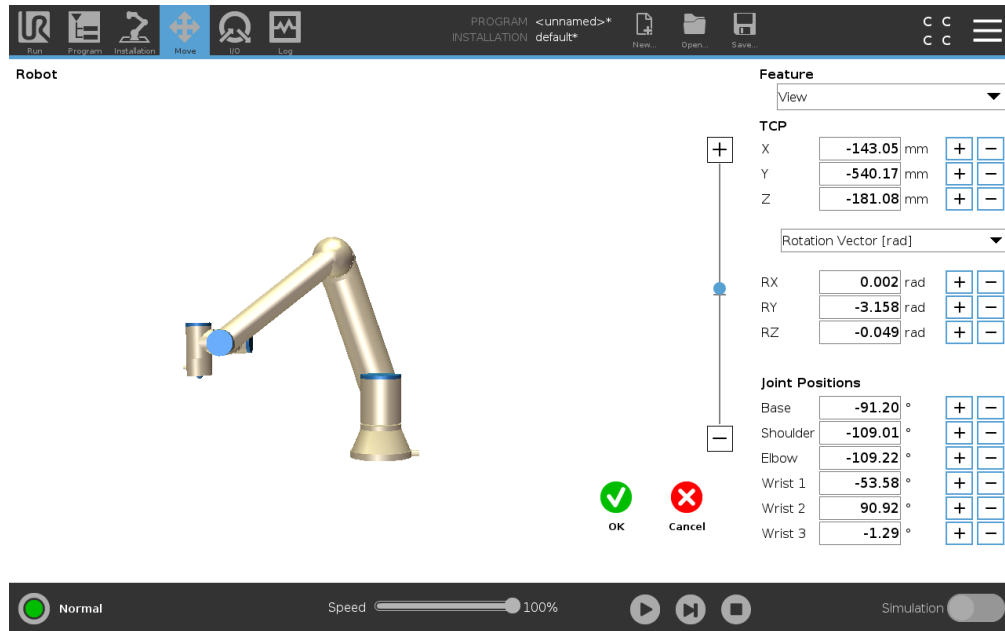 PROGRAM <unnamed>*
INSTALLATION default*
UR
Run
Program
Installation
Move
I/O
Log
New...
Open...
Save...
C C
C C
Robot
Feature
View
TCP
X -143.05 mm + −
Y -540.17 mm + −
Z -181.08 mm + −
Rotation Vector [rad]
RX 0.002 rad + −
RY -3.158 rad + −
RZ -0.049 rad + −
Joint Positions
Base -91.20 ° + −
Shoulder -109.01 ° + −
Elbow -109.22 ° + −
Wrist 1 -53.58 ° + −
Wrist 2 90.92 ° + −
Wrist 3 -1.29 ° + −
+
−
OK
Cancel
Normal
Speed 100%
Simulation